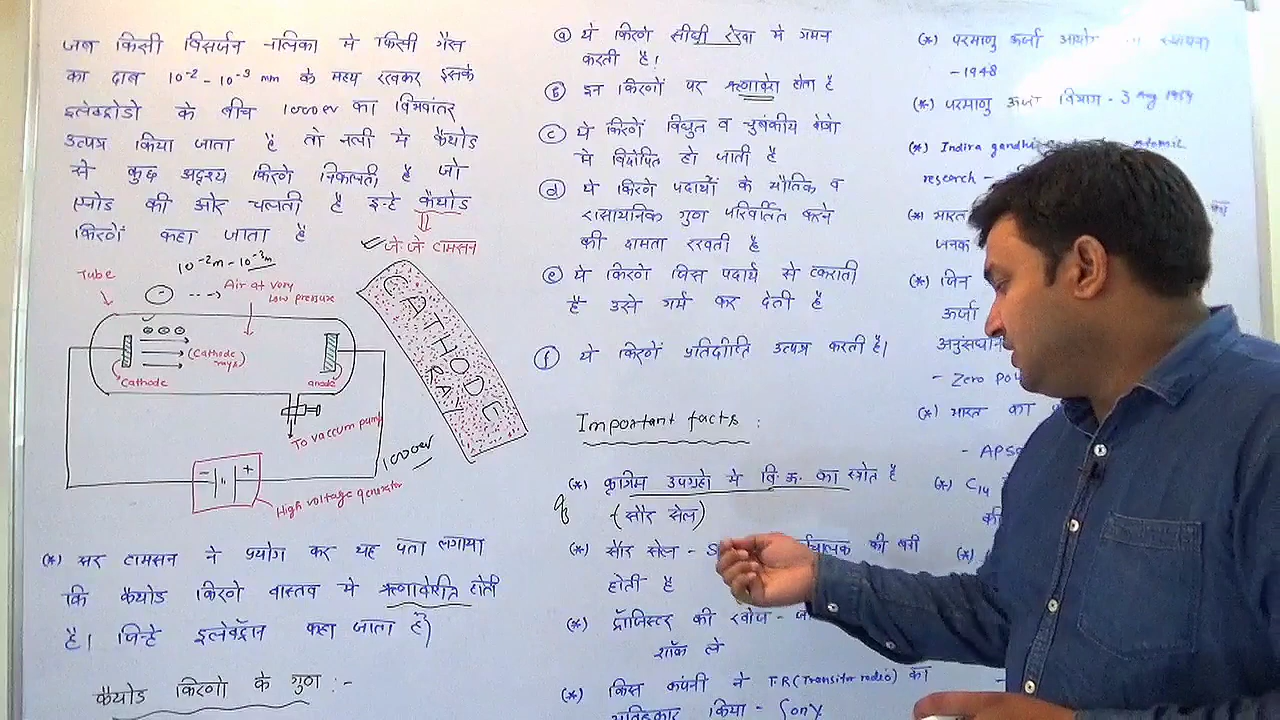 जब किसी विसर्जन नलिका मे किसी गैस
का दाब 10⁻² - 10⁻³ mm के मध्य रखकर इसके
इलेक्ट्रोडो के बीच 1000ev का विभवांतर
उत्पन्न किया जाता है तो नली मे कैथोड
से कुछ अदृश्य किरणे निकलती है जो
एनोड की ओर चलती है इन्हे कैथोड
किरणें कहा जाता है
जे जे टामसन
10⁻²m - 10⁻³m
Tube
Air at very
low pressure
(Cathode
rays)
Cathode
anode
To vaccum pump
1000ev
- +
High voltage generator
CATHODE
RAY
(*) सर टामसन ने प्रयोग कर यह पता लगाया
कि कैथोड किरणे वास्तव मे ऋणावेशित होती
है। जिन्हे इलेक्ट्रॉन कहा जाता है
कैथोड किरणो के गुण :-
(a) ये किरणे सीधी रेखा मे गमन
करती है!
(b) इन किरणों पर ऋणावेश होता है
(c) ये किरणें विद्युत व चुबंकीय क्षेत्रो
मे विक्षेपित हो जाती है
(d) ये किरणे पदार्थो के भौतिक व
रासायनिक गुण परिवर्तित करने
की क्षमता रखती है
(e) ये किरणे जिस पदार्थ से टकराती
है उसे गर्म कर देती है
(f) ये किरणें प्रतिदीप्ति उत्पन्न करती है।
Important facts :
(*) कृत्रिम उपग्रहो मे वि.ऊ. का स्त्रोत है
(सौर सेल)
(*) सौर सेल - की बनी
होती है
(*) ट्रॉंजिस्टर की खोज -
शॉक ले
(*) किस कंपनी ने T.R (Transitor radio) का
आविष्कार किया - Sony
(*) परमाणु ऊर्जा आयोग स्थापना
- 1948
(*) परमाणु ऊर्जा विभाग - 3 Aug 1954
(*) Indira gandhi
research -
(*) भारत
जनक
(*) जिन
ऊर्जा
अनुसंधान
- Zero
(*) भारत का
(*) C₁₄
की
(*)